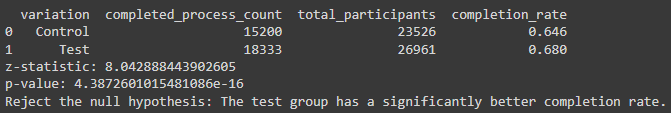 variation completed_process_count total_participants completion_rate
0 Control 15200 23526 0.646
1 Test 18333 26961 0.680
z-statistic: 8.042888443902605
p-value: 4.3872601015481086e-16
Reject the null hypothesis: The test group has a significantly better completion rate.